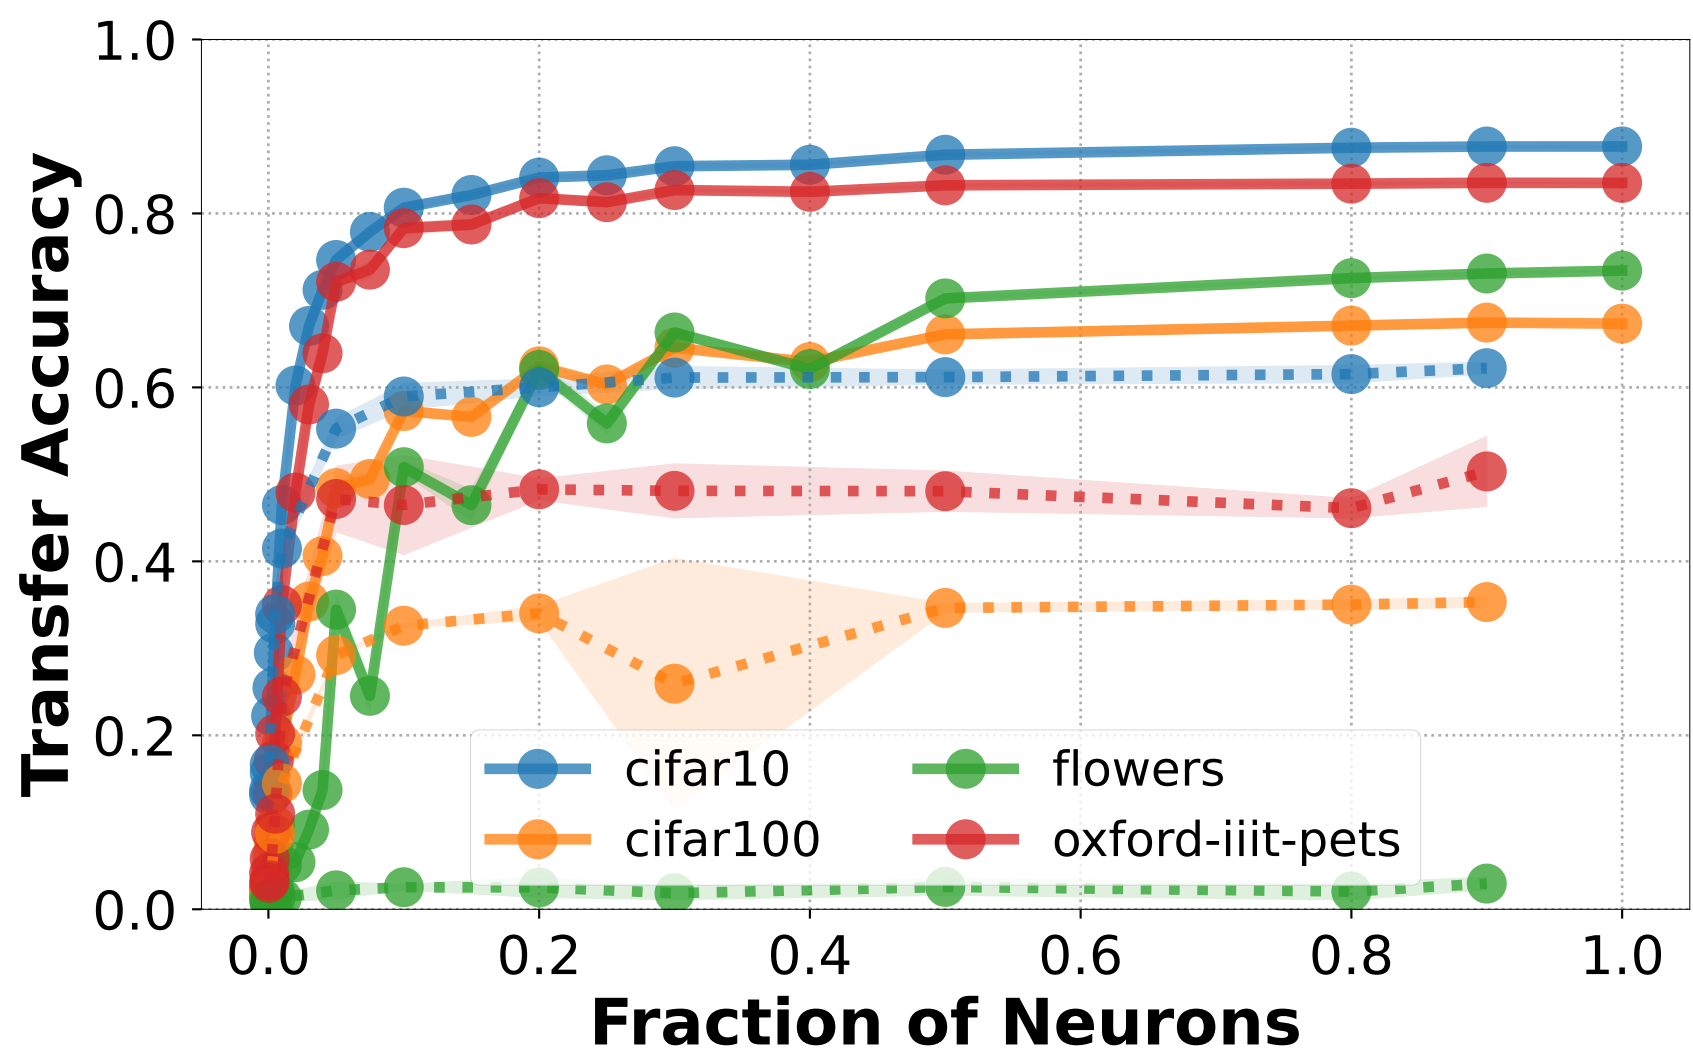 1.0
0.8
0.6
0.4
0.2
0.0
Transfer Accuracy
cifar10
cifar100
flowers
oxford-iiit-pets
0.0 0.2 0.4 0.6 0.8 1.0
Fraction of Neurons